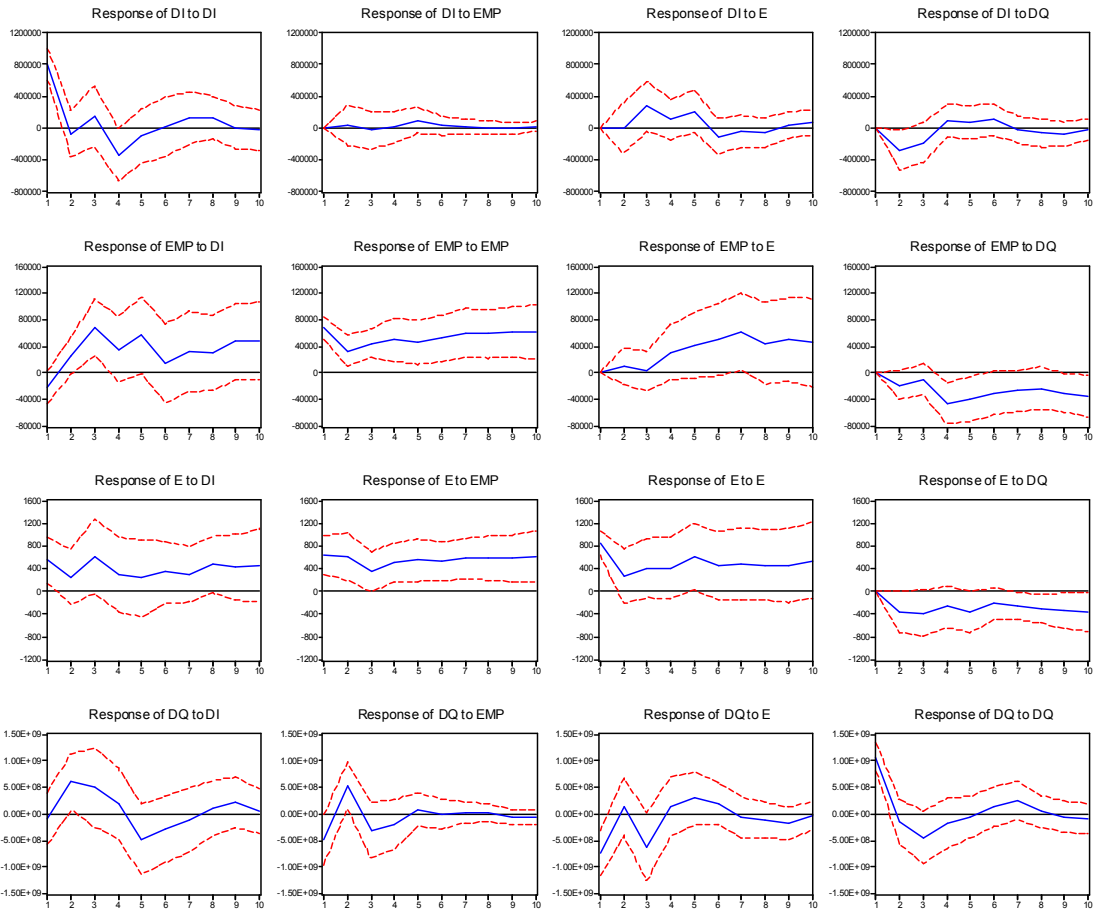 Response of DI to DI
Response of DI to EMP
Response of DI to E
Response of DI to DQ
1200000
800000
400000
0
-400000
-800000
1 2 3 4 5 6 7 8 9 10
1200000
800000
400000
0
-400000
-800000
1 2 3 4 5 6 7 8 9 10
1200000
800000
400000
0
-400000
-800000
1 2 3 4 5 6 7 8 9 10
1200000
800000
400000
0
-400000
-800000
1 2 3 4 5 6 7 8 9 10
Response of EMP to DI
Response of EMP to EMP
Response of EMP to E
Response of EMP to DQ
160000
120000
80000
40000
0
-40000
-80000
1 2 3 4 5 6 7 8 9 10
160000
120000
80000
40000
0
-40000
-80000
1 2 3 4 5 6 7 8 9 10
160000
120000
80000
40000
0
-40000
-80000
1 2 3 4 5 6 7 8 9 10
160000
120000
80000
40000
0
-40000
-80000
1 2 3 4 5 6 7 8 9 10
Response of E to DI
Response of E to EMP
Response of E to E
Response of E to DQ
1600
1200
800
400
0
-400
-800
-1200
1 2 3 4 5 6 7 8 9 10
1600
1200
800
400
0
-400
-800
-1200
1 2 3 4 5 6 7 8 9 10
1600
1200
800
400
0
-400
-800
-1200
1 2 3 4 5 6 7 8 9 10
1600
1200
800
400
0
-400
-800
-1200
1 2 3 4 5 6 7 8 9 10
Response of DQ to DI
Response of DQ to EMP
Response of DQ to E
Response of DQ to DQ
1.50E+09
1.00E+09
5.00E+08
0.00E+00
-5.00E+08
-1.00E+09
-1.50E+09
1 2 3 4 5 6 7 8 9 10
1.50E+09
1.00E+09
5.00E+08
0.00E+00
-5.00E+08
-1.00E+09
-1.50E+09
1 2 3 4 5 6 7 8 9 10
1.50E+09
1.00E+09
5.00E+08
0.00E+00
-5.00E+08
-1.00E+09
-1.50E+09
1 2 3 4 5 6 7 8 9 10
1.50E+09
1.00E+09
5.00E+08
0.00E+00
-5.00E+08
-1.00E+09
-1.50E+09
1 2 3 4 5 6 7 8 9 10